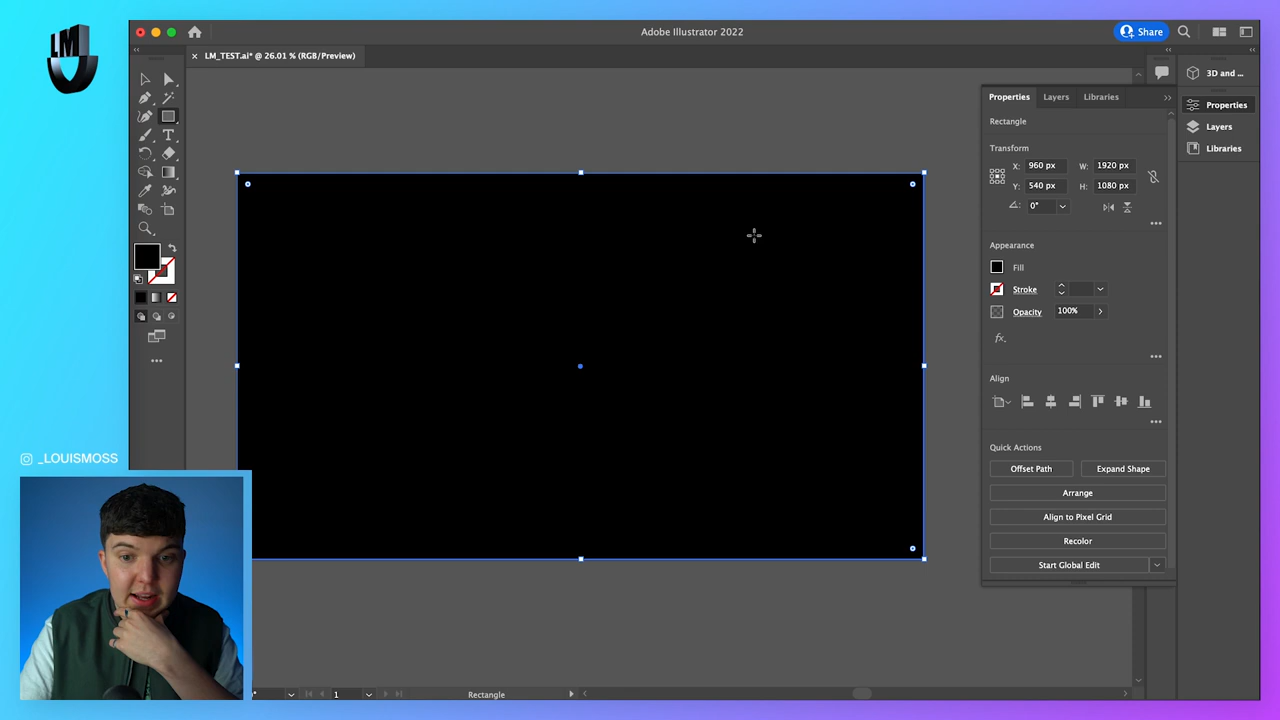 LM
Adobe Illustrator 2022
Share
LM_TEST.ai* @ 26.01 % (RGB/Preview)
3D and ...
Properties
Layers
Libraries
Properties Layers Libraries
Rectangle
Transform
X: 960 px W: 1920 px
Y: 540 px H: 1080 px
0°
Appearance
Fill
Stroke
Opacity 100%
fx.
Align
Quick Actions
Offset Path Expand Shape
Arrange
Align to Pixel Grid
Recolor
Start Global Edit
_LOUISMOSS
1 Rectangle